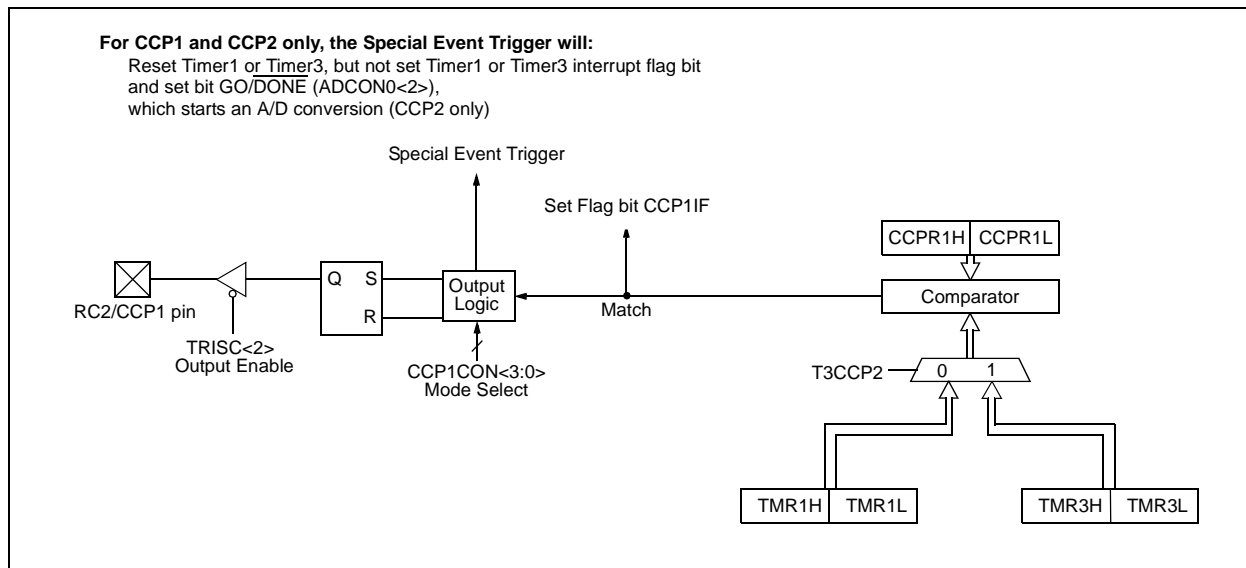 For CCP1 and CCP2 only, the Special Event Trigger will:
Reset Timer1 or Timer3, but not set Timer1 or Timer3 interrupt flag bit
and set bit GO/DONE (ADCON0<2>),
which starts an A/D conversion (CCP2 only)
Special Event Trigger
Set Flag bit CCP1IF
CCPR1H CCPR1L
Q S
R
Output
Logic
Comparator
Match
RC2/CCP1 pin
TRISC<2>
Output Enable
CCP1CON<3:0>
Mode Select
T3CCP2
0 1
TMR1H TMR1L
TMR3H TMR3L